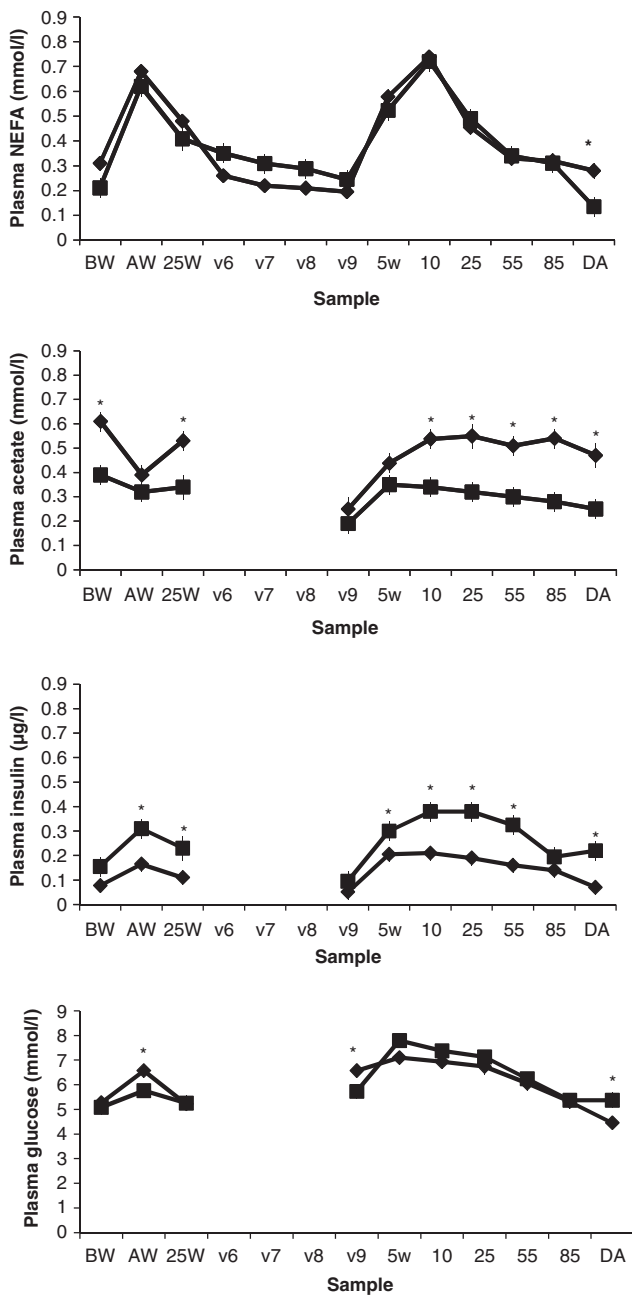 Plasma NEFA (mmol/l)
0.9
0.8
0.7
0.6
0.5
0.4
0.3
0.2
0.1
0
*
BW AW 25W v6 v7 v8 v9 5w 10 25 55 85 DA
Sample
Plasma acetate (mmol/l)
0.9
0.8
0.7
0.6
0.5
0.4
0.3
0.2
0.1
0
* * * * * * *
BW AW 25W v6 v7 v8 v9 5w 10 25 55 85 DA
Sample
Plasma insulin (µg/l)
0.9
0.8
0.7
0.6
0.5
0.4
0.3
0.2
0.1
0
* * * * * * *
BW AW 25W v6 v7 v8 v9 5w 10 25 55 85 DA
Sample
Plasma glucose (mmol/l)
9
8
7
6
5
4
3
2
1
0
* * *
BW AW 25W v6 v7 v8 v9 5w 10 25 55 85 DA
Sample